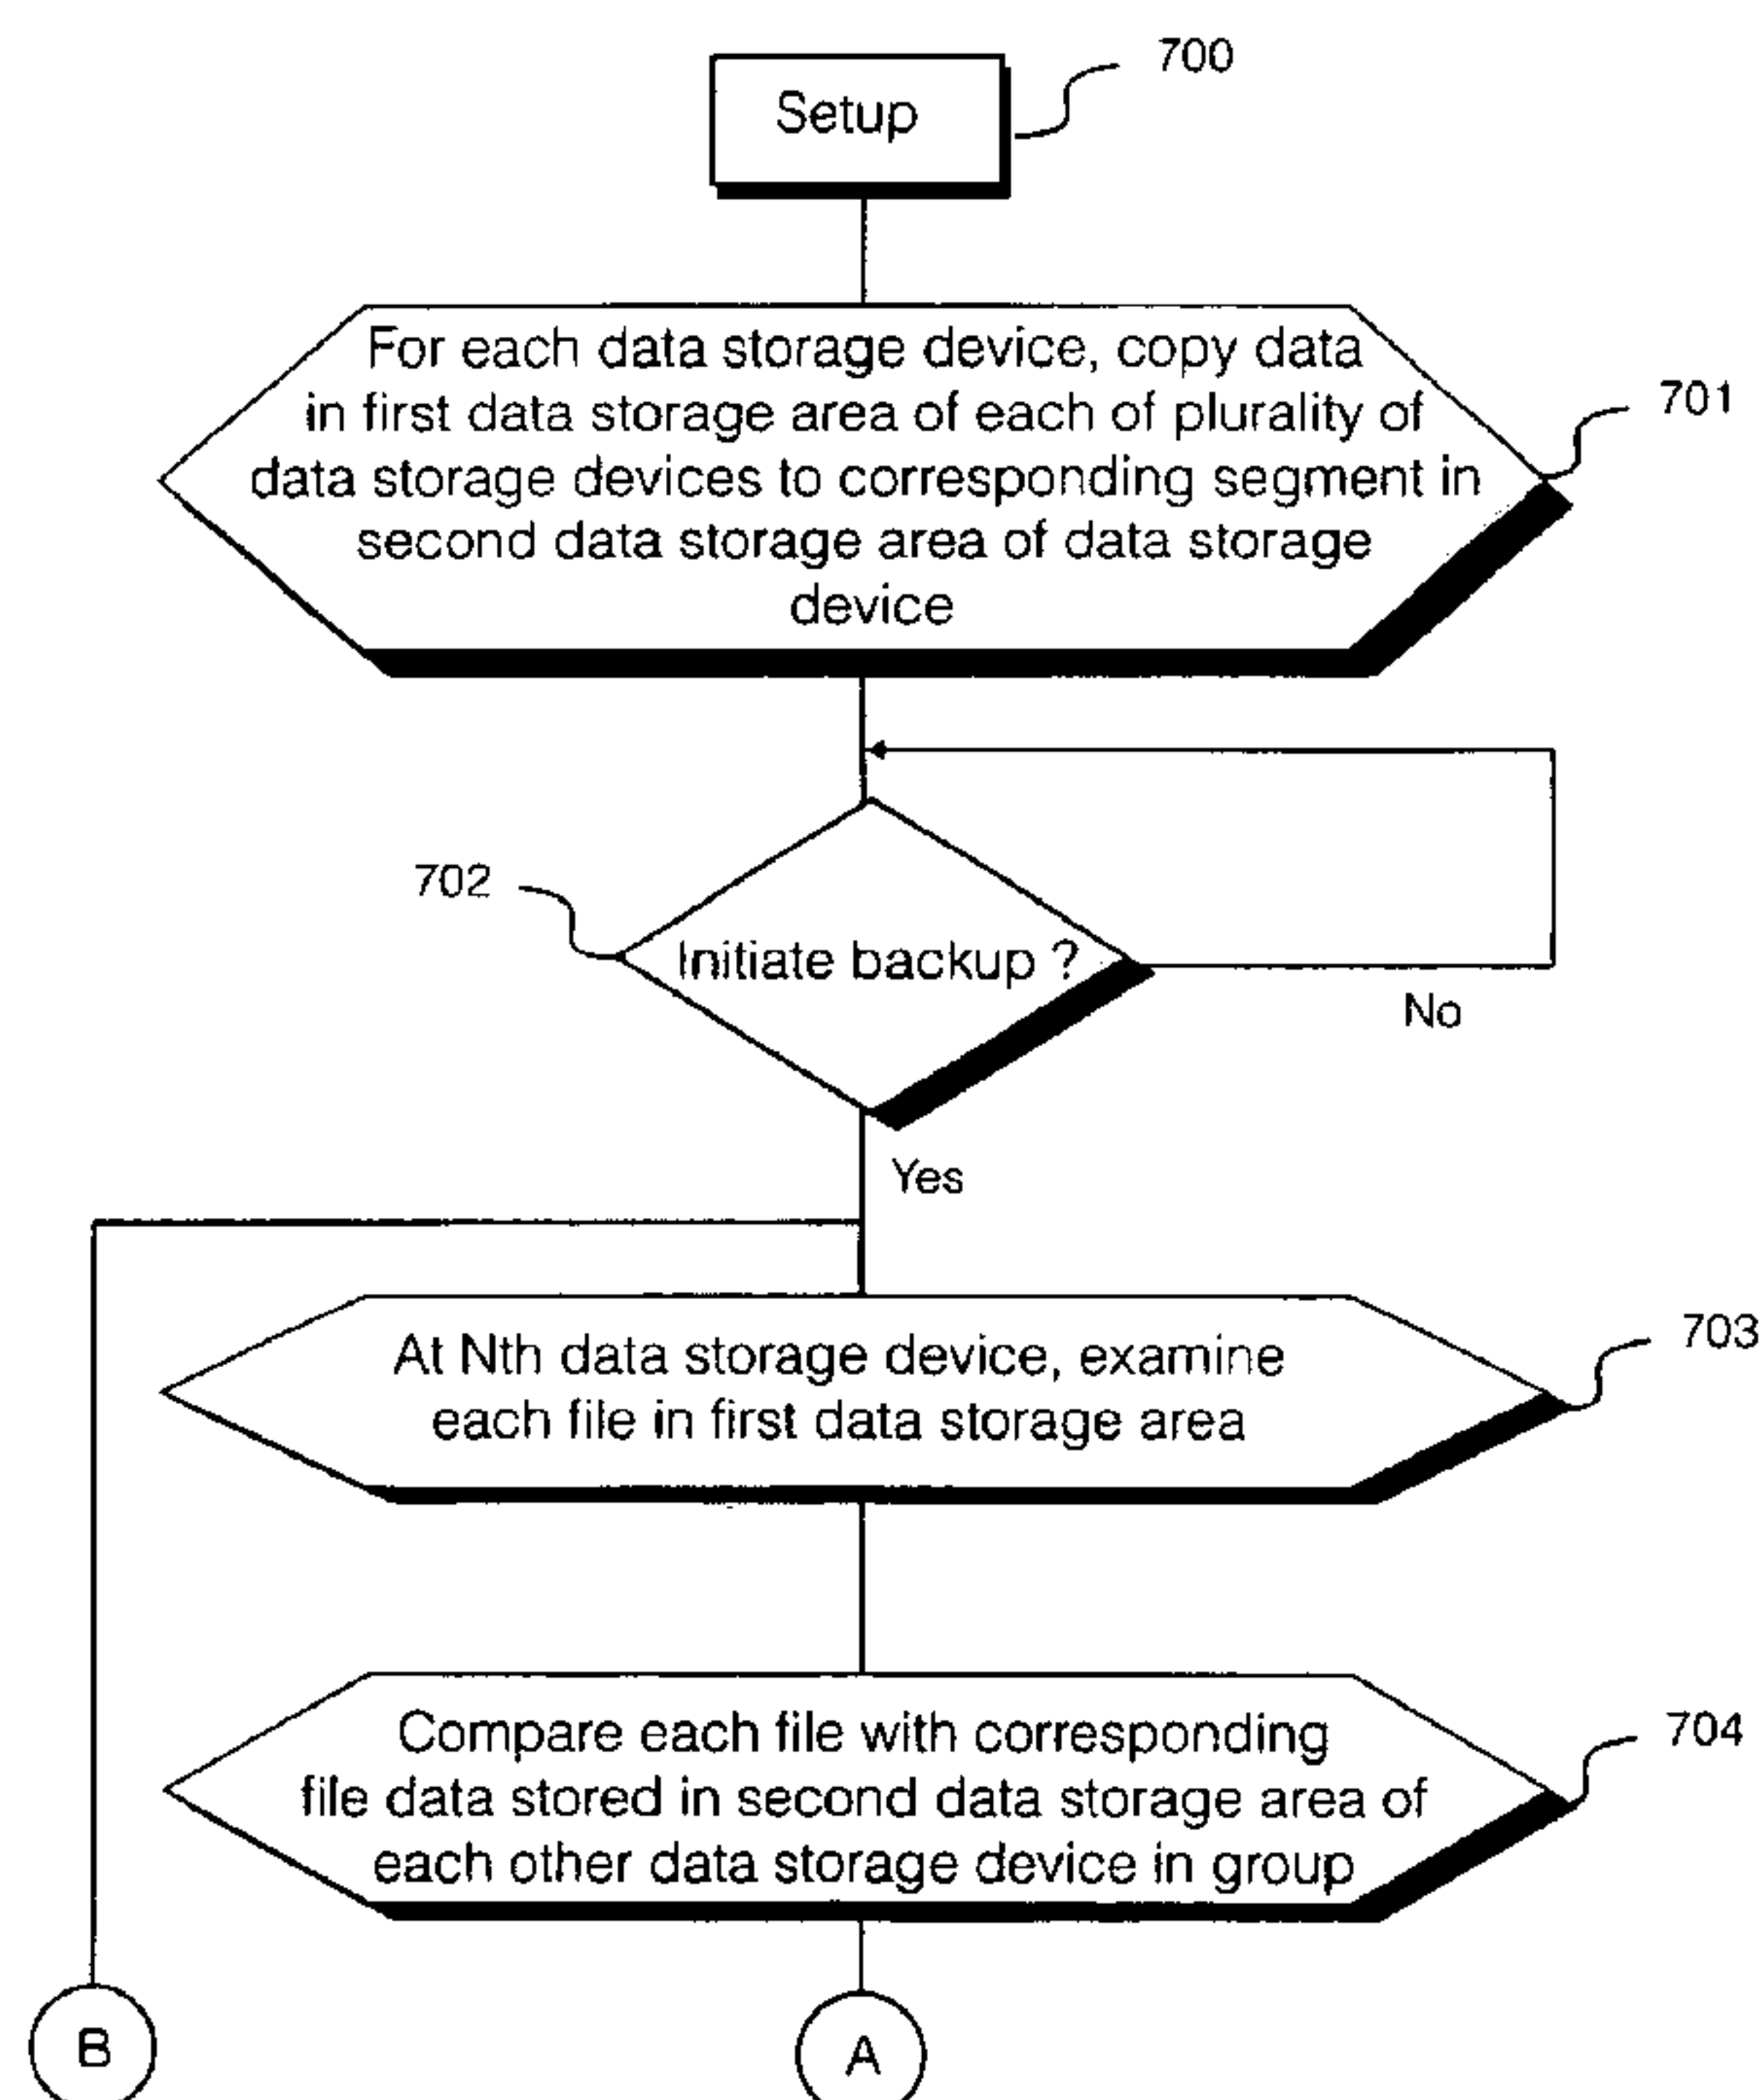 Setup
700
For each data storage device, copy data
in first data storage area of each of plurality of
data storage devices to corresponding segment in
second data storage area of data storage
device
701
702
Initiate backup ?
No
Yes
At Nth data storage device, examine
each file in first data storage area
703
Compare each file with corresponding
file data stored in second data storage area of
each other data storage device in group
704
B
A